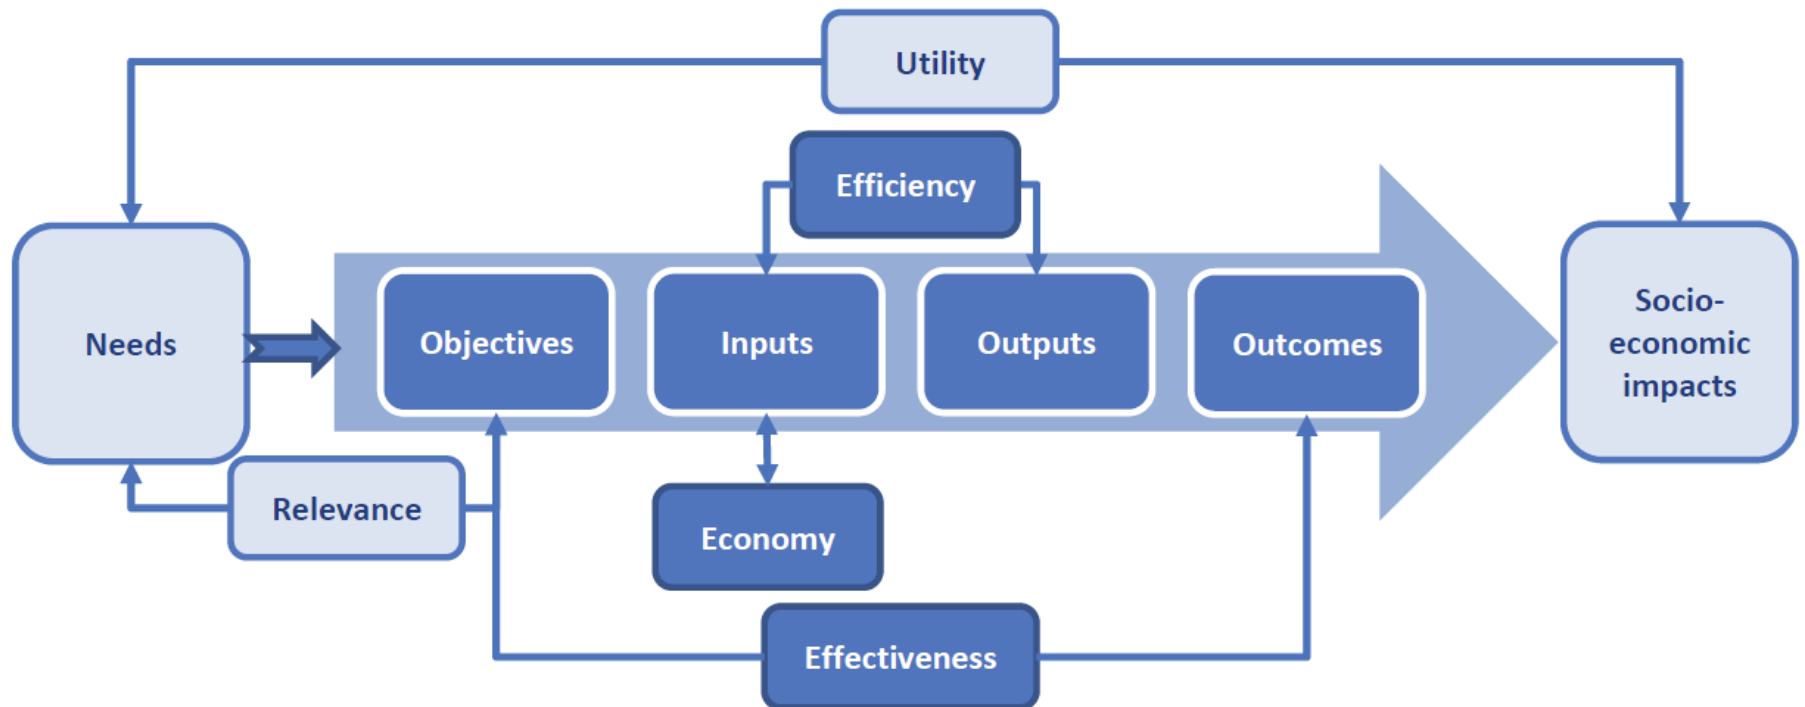 Utility
Efficiency
Needs
Objectives
Inputs
Outputs
Outcomes
Socio-
economic
impacts
Relevance
Economy
Effectiveness